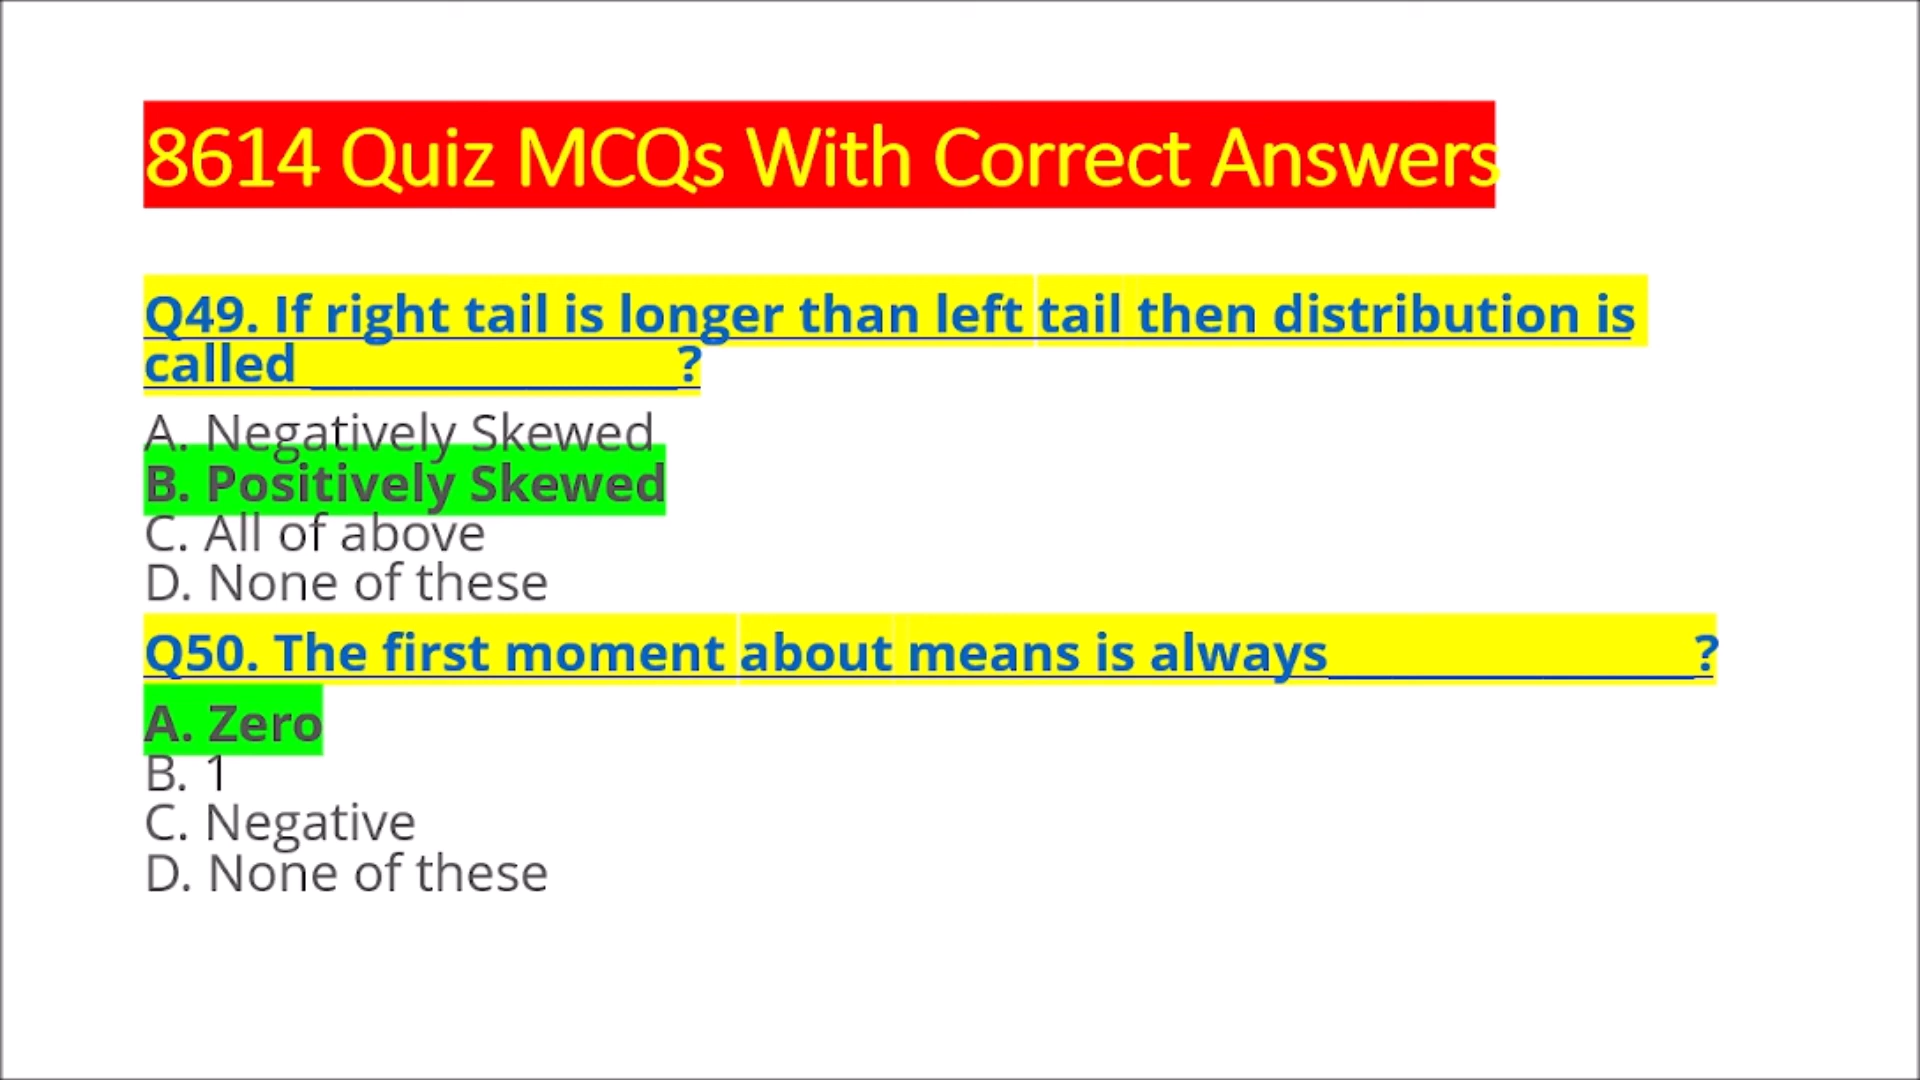 8614 Quiz MCQs With Correct Answers
Q49. If right tail is longer than left tail then distribution is
called _______________?
A. Negatively Skewed
B. Positively Skewed
C. All of above
D. None of these
Q50. The first moment about means is always_______________?
A. Zero
B. 1
C. Negative
D. None of these